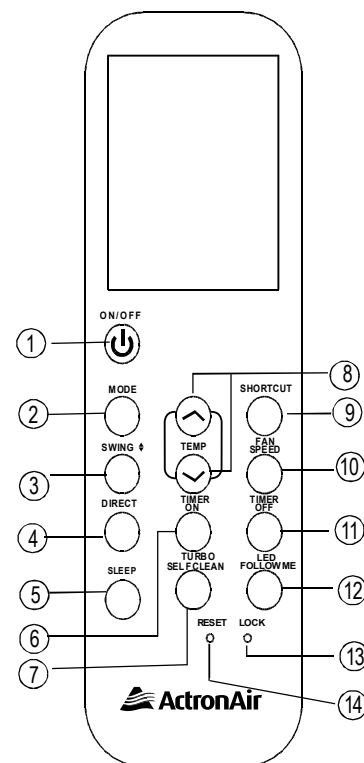 ON/OFF
1
8
MODE
SHORTCUT
2
9
SWING
TEMP
FAN
SPEED
3
10
DIRECT
TIMER
ON
TIMER
OFF
4
11
SLEEP
TURBO
SELF CLEAN
LED
FOLLOW ME
5
12
6
RESET
LOCK
7
13
ActronAir
14